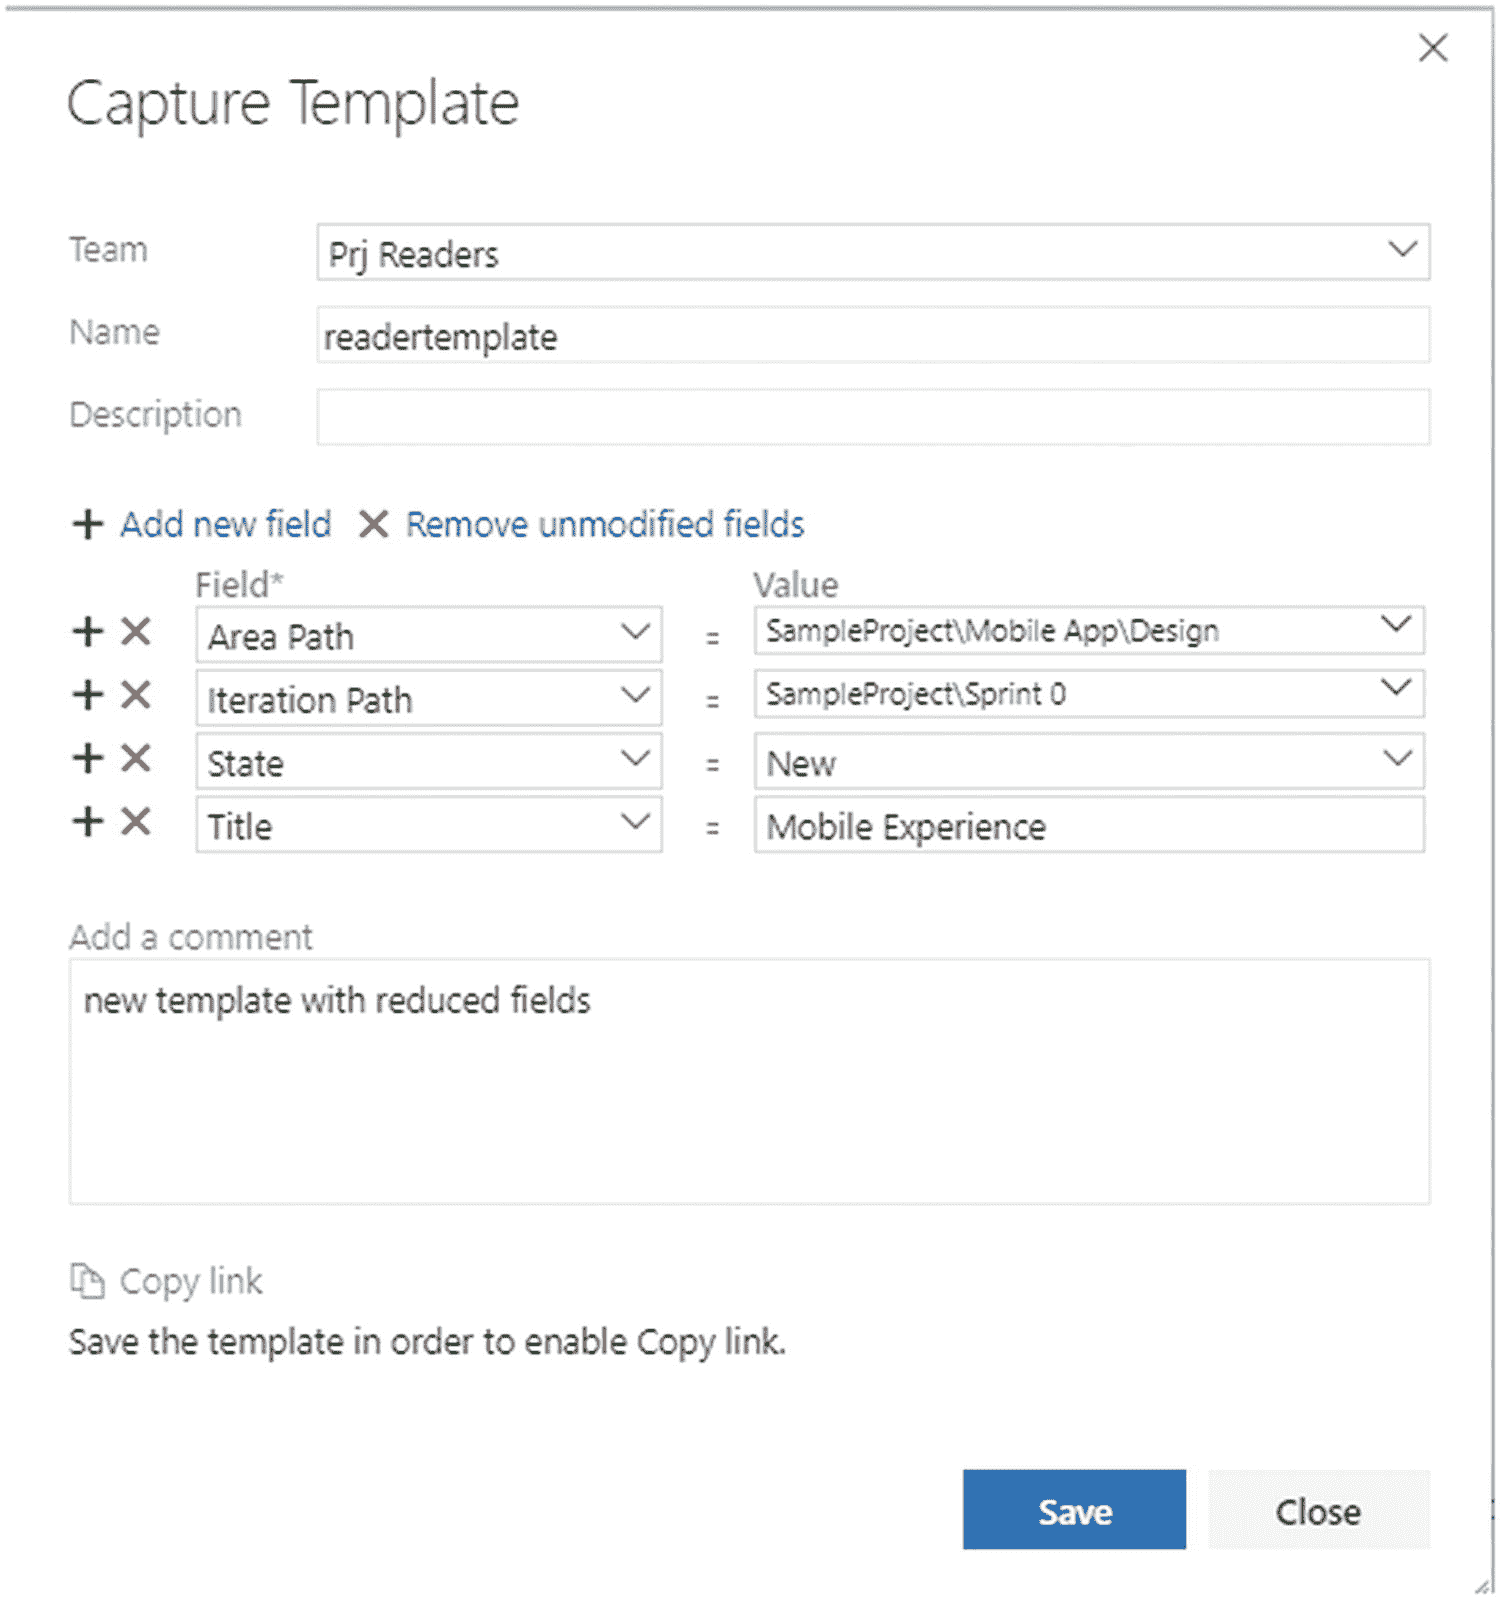 Capture Template
Team Prj Readers
Name readertemplate
Description
Add new field Remove unmodified fields
Field* Value
Area Path = SampleProject\Mobile App\Design
Iteration Path = SampleProject\Sprint 0
State = New
Title = Mobile Experience
Add a comment
new template with reduced fields
Copy link
Save the template in order to enable Copy link.
Save Close